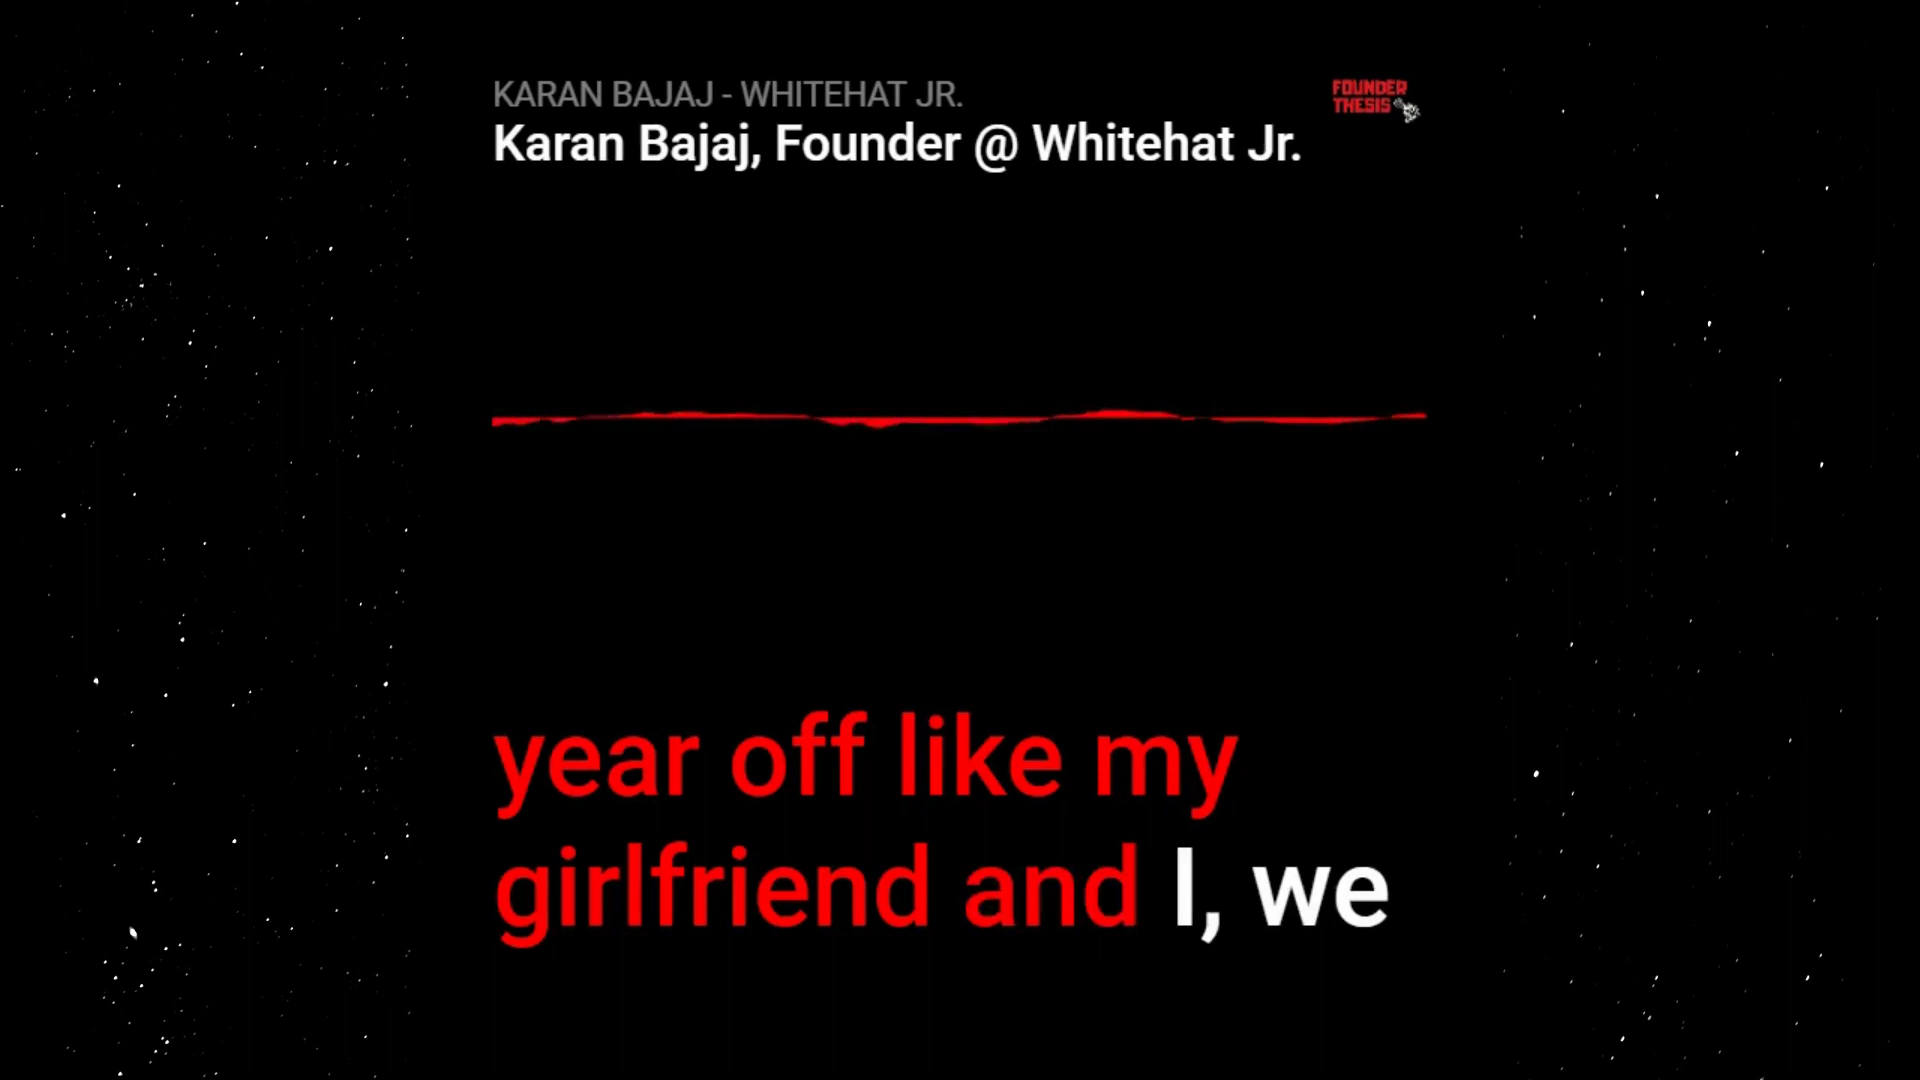 KARAN BAJAJ - WHITEHAT JR.
Karan Bajaj, Founder @ Whitehat Jr.
FOUNDER
THESIS
year off like my
girlfriend and I, we